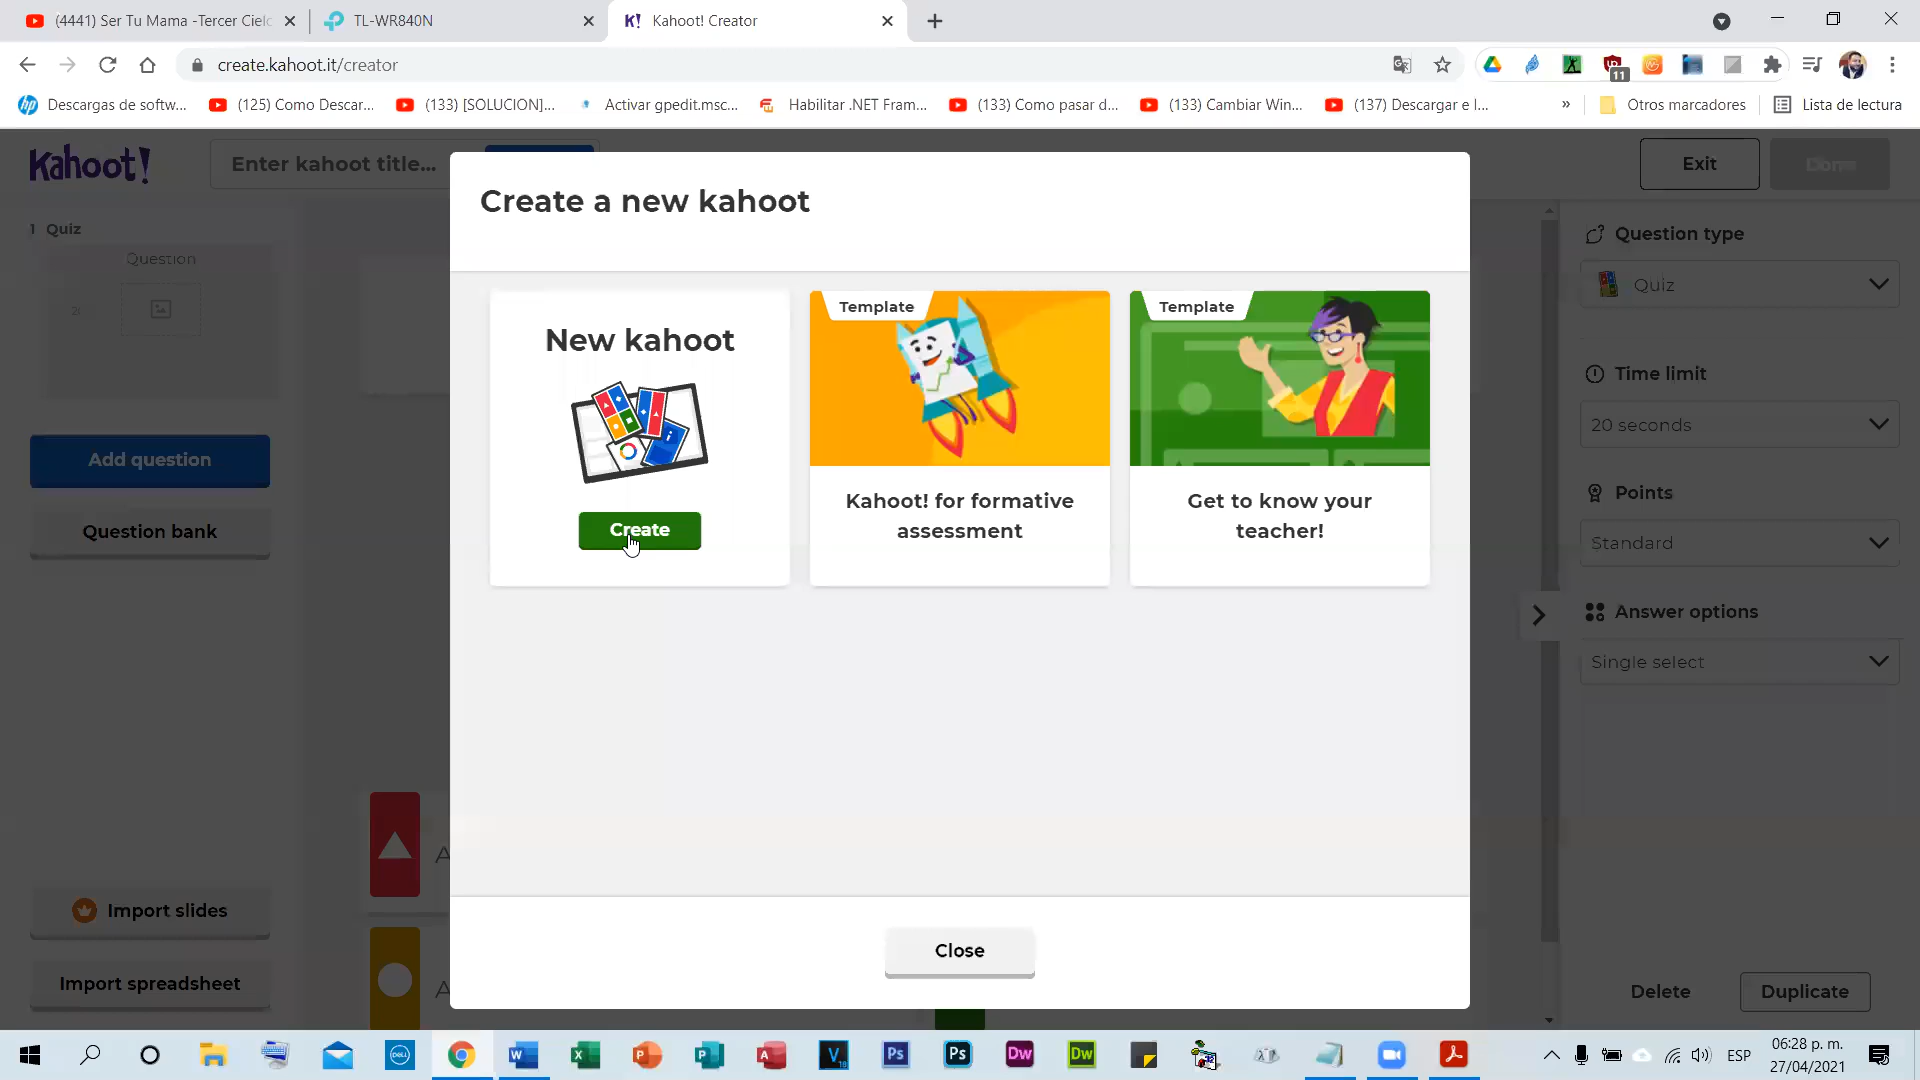 (4441) Ser Tu Mama -Tercer Ciel
TL-WR840N
K! Kahoot! Creator
create.kahoot.it/creator
11
Descargas de softw...
(125) Como Descar...
(133) [SOLUCION]...
Activar gpedit.msc...
Habilitar .NET Fram...
(133) Como pasar d...
(133) Cambiar Win...
(137) Descargar e I...
»
Otros marcadores
Lista de lectura
Kahoot!
Enter kahoot title...
Exit
Done
Create a new kahoot
1 Quiz
Question
Add question
Question bank
Import slides
Import spreadsheet
New kahoot
Create
Template
Kahoot! for formative
assessment
Template
Get to know your
teacher!
Close
Question type
Quiz
Time limit
20 seconds
Points
Standard
Answer options
Single select
Delete
Duplicate
ESP
06:28 p. m.
27/04/2021